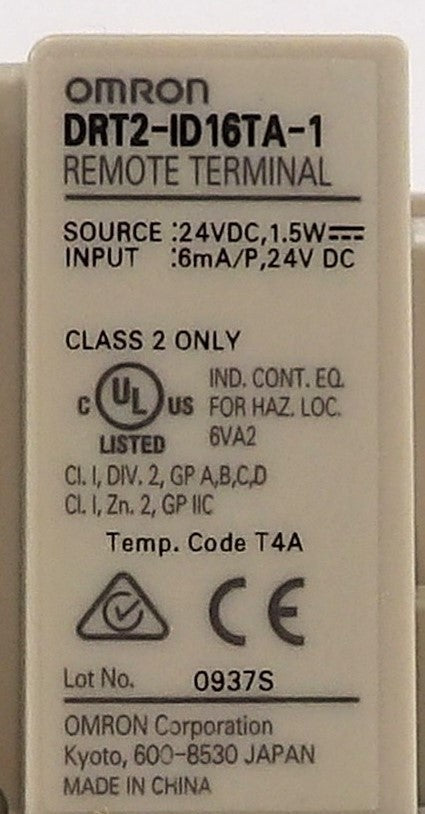 OMRON
DRT2-ID16TA-1
REMOTE TERMINAL
SOURCE :24VDC,1.5W
INPUT :6mA/P,24V DC
CLASS 2 ONLY
C UL US
LISTED
IND. CONT. EQ.
FOR HAZ. LOC.
6VA2
Cl. I, DIV. 2, GP A,B,C,D
Cl. I, Zn. 2, GP IIC
Temp. Code T4A
CE
Lot No. 0937S
OMRON Corporation
Kyoto, 600-8530 JAPAN
MADE IN CHINA